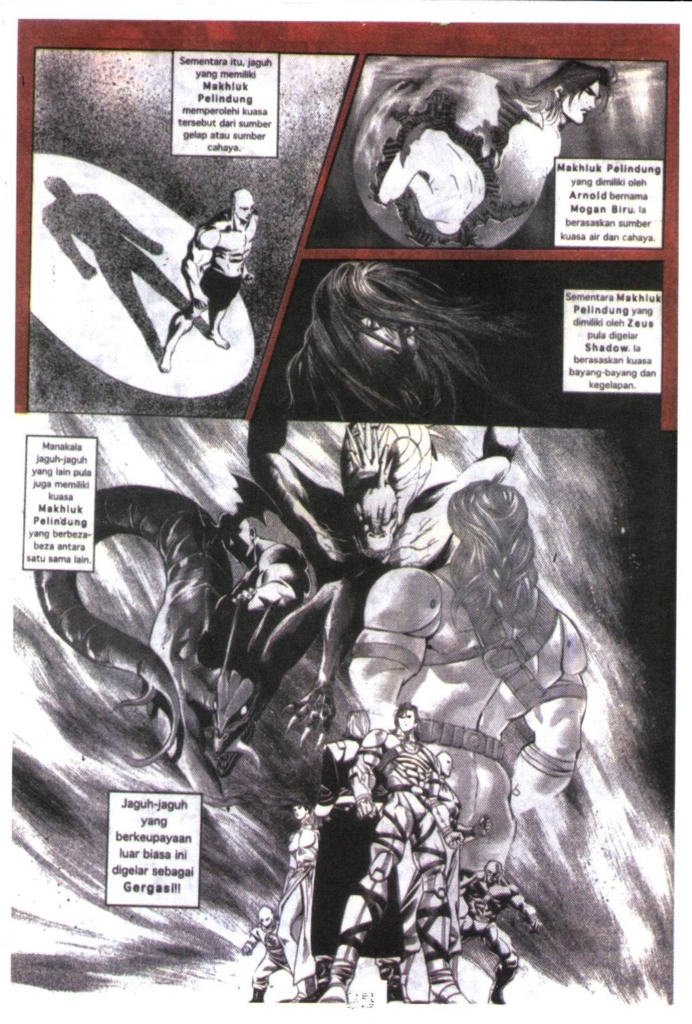 Sementara itu, jaguh
yang memiliki
Makhluk
Pelindung
memperolehi kuasa
tersebut dari sumber
gelap atau sumber
cahaya.
Makhluk Pelindung
yang dimiliki oleh
Arnold bernama
Mogan Biru. Ia
berasaskan sumber
kuasa air dan cahaya.
Sementara Makhluk
Pelindung yang
dimiliki oleh Zeus
pula digelar
Shadow. Ia
berasaskan kuasa
bayang-bayang dan
kegelapan.
Manakala
jaguh-jaguh
yang lain pula
juga memiliki
kuasa
Makhluk
Pelindung
yang berbeza-
beza antara
satu sama lain.
Jaguh-jaguh
yang
berkeupayaan
luar biasa ini
digelar sebagai
Gergasi!!